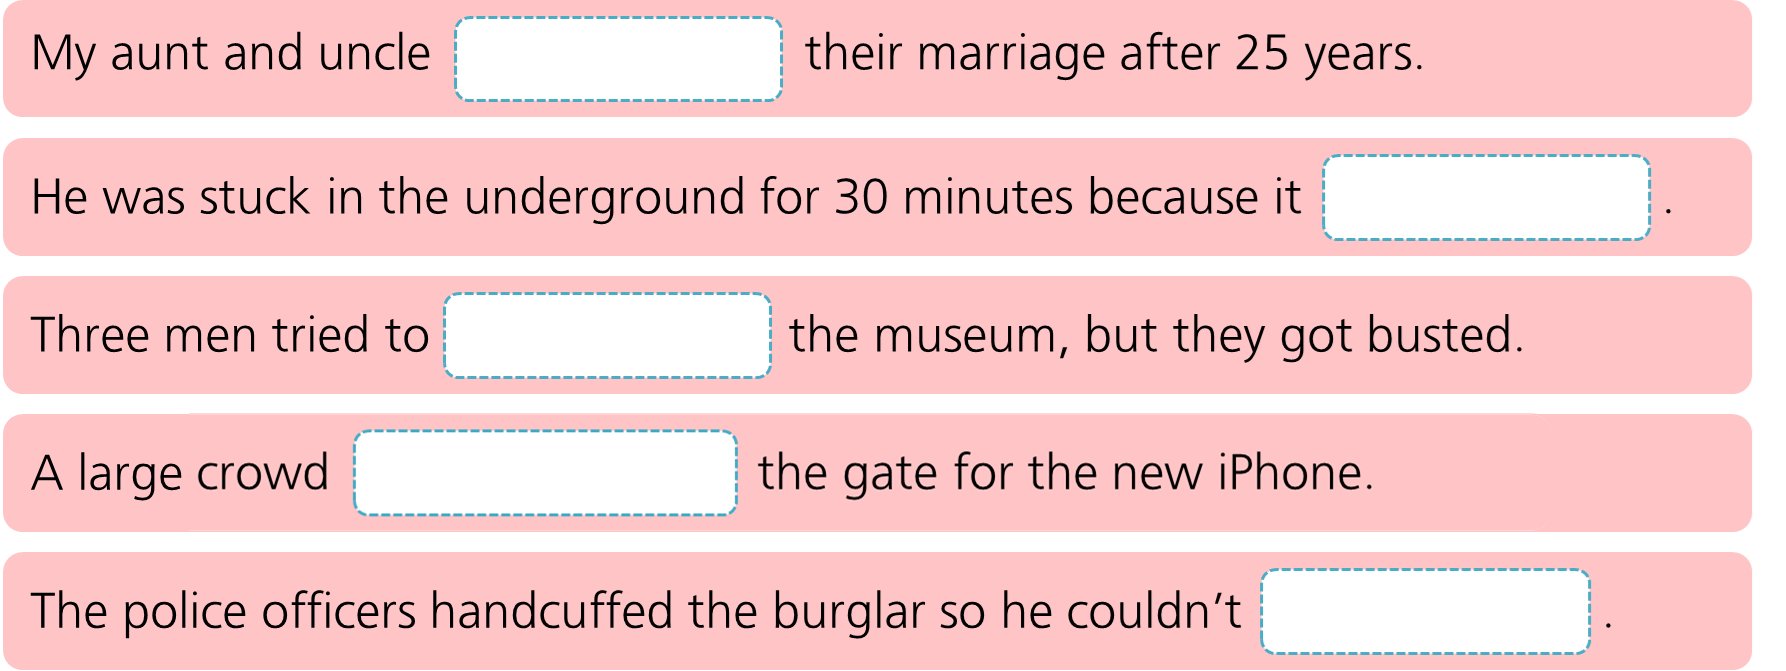 My aunt and uncle their marriage after 25 years.
He was stuck in the underground for 30 minutes because it .
Three men tried to the museum, but they got busted.
A large crowd the gate for the new iPhone.
The police officers handcuffed the burglar so he couldn’t .